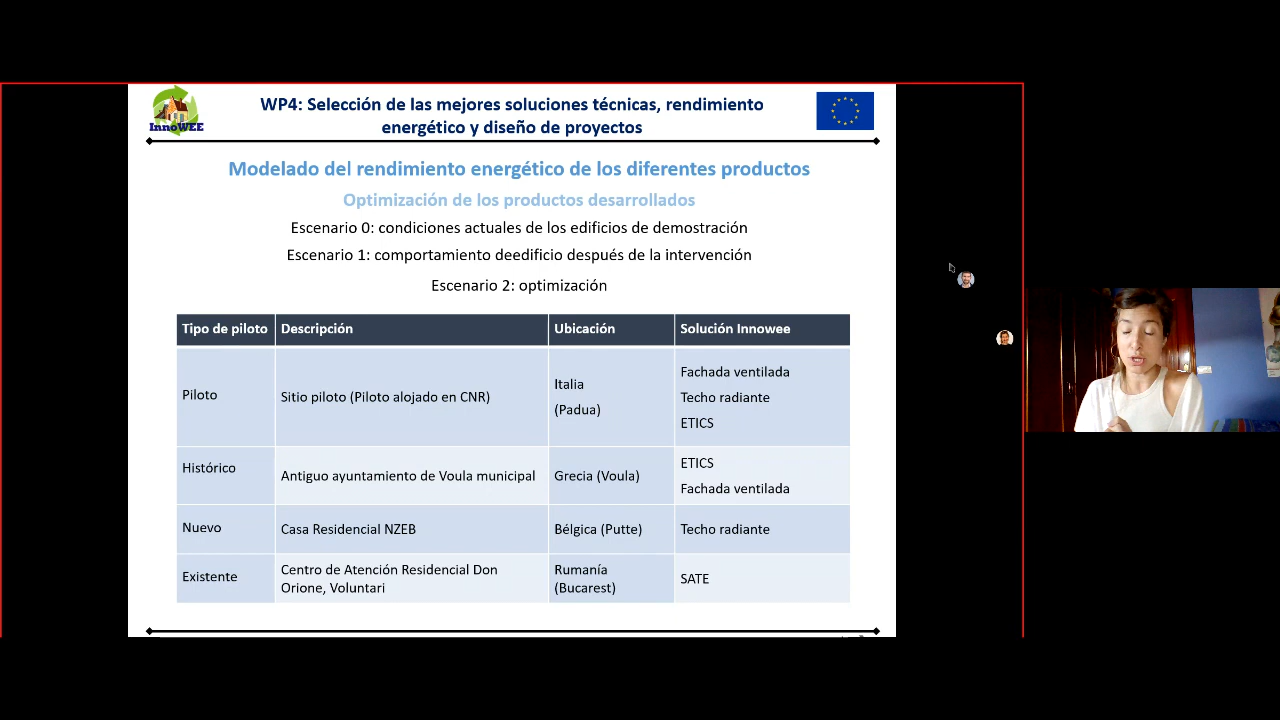 InnoWEE
WP4: Selección de las mejores soluciones técnicas, rendimiento
energético y diseño de proyectos
Modelado del rendimiento energético de los diferentes productos
Optimización de los productos desarrollados
Escenario 0: condiciones actuales de los edificios de demostración
Escenario 1: comportamiento deedificio después de la intervención
Escenario 2: optimización
Tipo de piloto Descripción Ubicación Solución Innowee
Piloto Sitio piloto (Piloto alojado en CNR)
Italia
(Padua)
Fachada ventilada
Techo radiante
ETICS
Histórico Antiguo ayuntamiento de Voula municipal Grecia (Voula)
ETICS
Fachada ventilada
Nuevo Casa Residencial NZEB Bélgica (Putte) Techo radiante
Existente
Centro de Atención Residencial Don
Orione, Voluntari
Rumanía
(Bucarest)
SATE